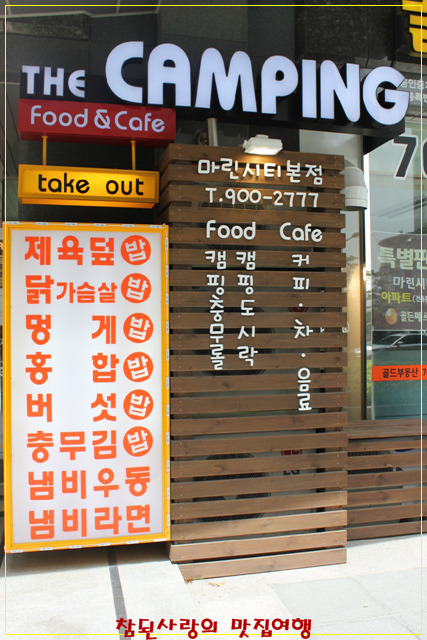 THE CAMPING
Food & Cafe
take out
마린시티본점
T.900-2777
Food Cafe
캠핑충무롤
캠핑도시락
커피·차·음료
제육덮밥
닭가슴살밥
멍게밥
홍합밥
버섯밥
충무김밥
냄비우동
냄비라면
특별판
마린시티
아파트
골든
골드부동산 7
참된사랑의 맛집여행